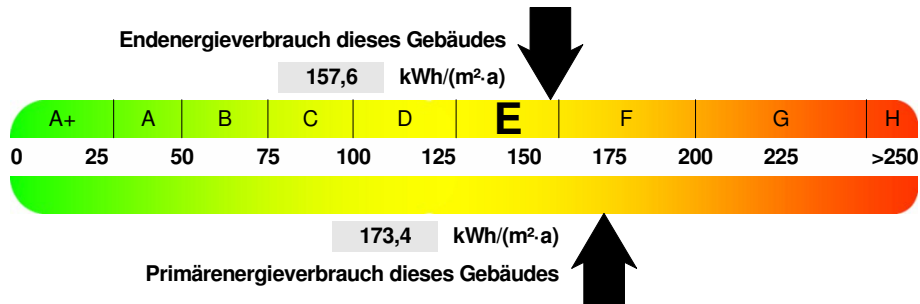 Endenergieverbrauch dieses Gebäudes
157,6 kWh/(m²·a)
A+ A B C D E F G H
0 25 50 75 100 125 150 175 200 225 >250
173,4 kWh/(m²·a)
Primärenergieverbrauch dieses Gebäudes